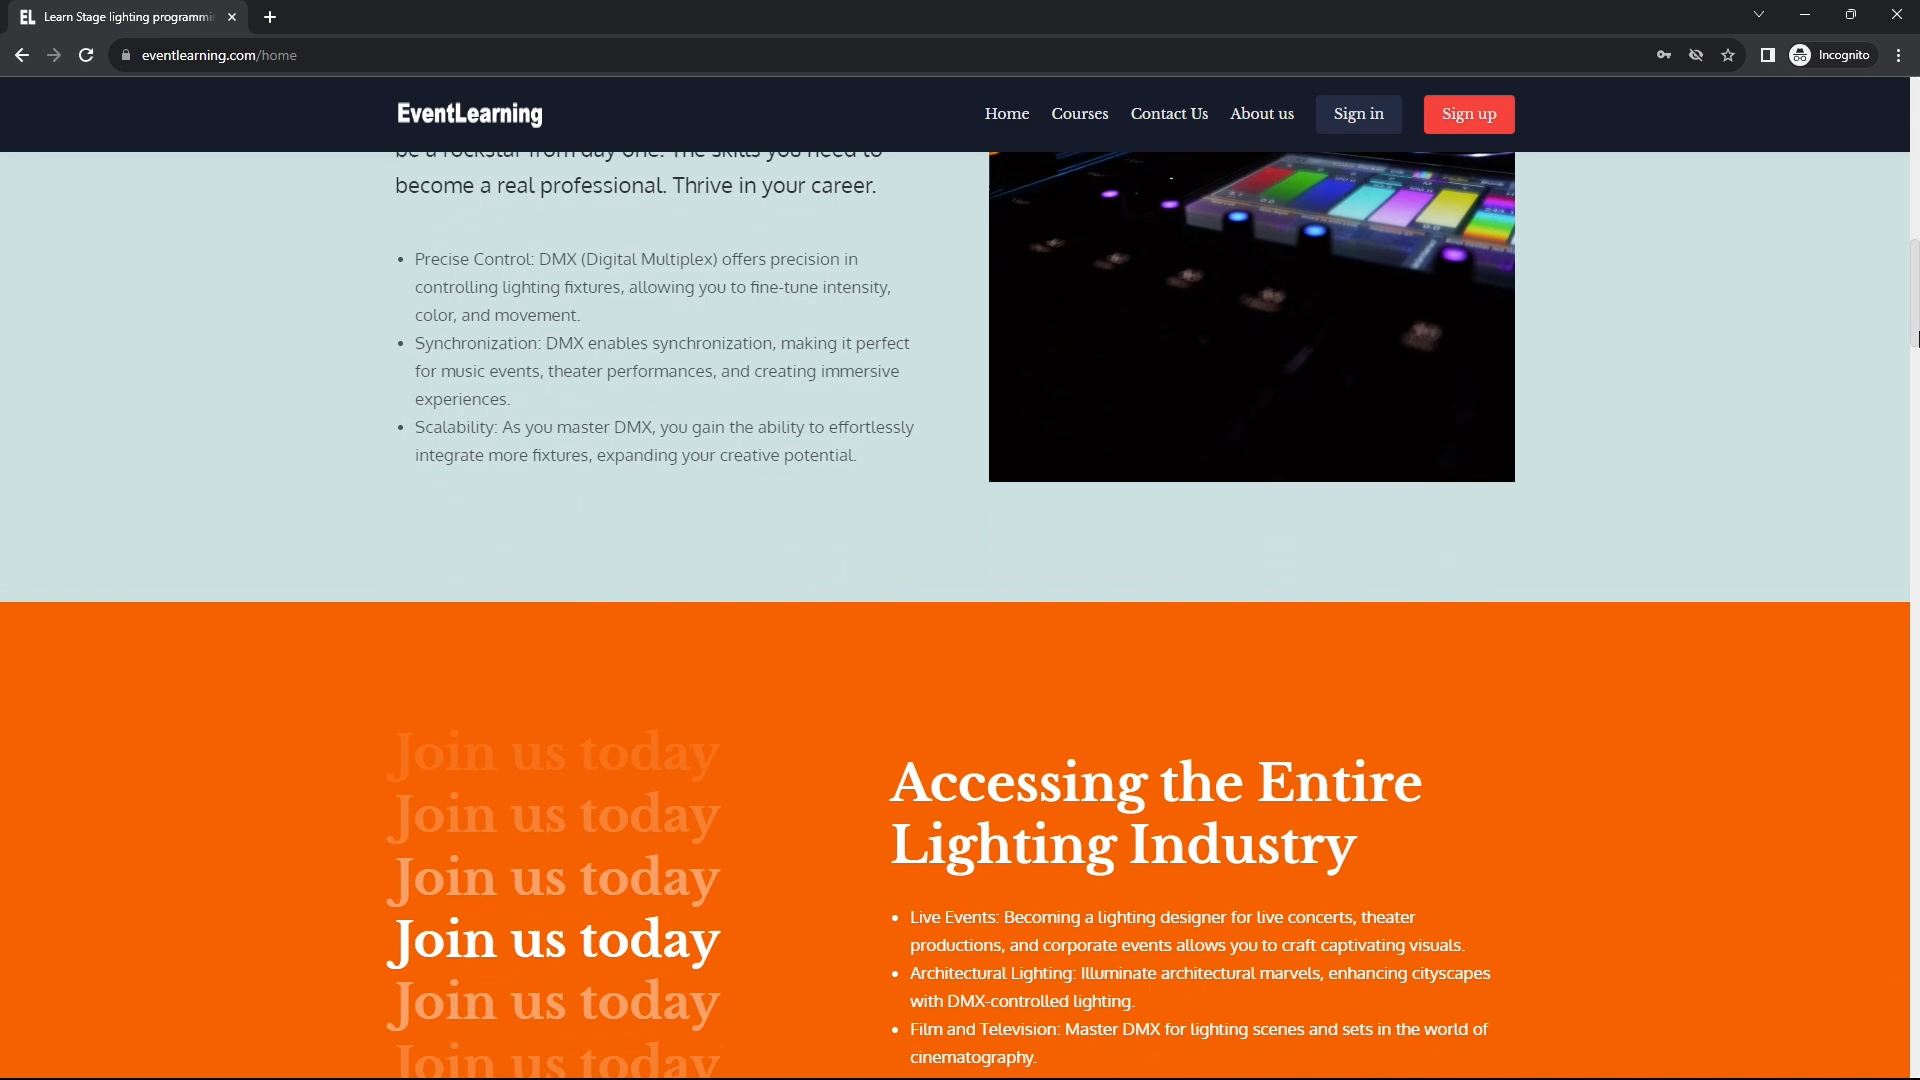 EL Learn Stage lighting programmi
eventlearning.com/home
Incognito
EventLearning
Home
Courses
Contact Us
About us
Sign in
Sign up
be a rockstar from day one. The skills you need to
become a real professional. Thrive in your career.
• Precise Control: DMX (Digital Multiplex) offers precision in
controlling lighting fixtures, allowing you to fine-tune intensity,
color, and movement.
• Synchronization: DMX enables synchronization, making it perfect
for music events, theater performances, and creating immersive
experiences.
• Scalability: As you master DMX, you gain the ability to effortlessly
integrate more fixtures, expanding your creative potential.
Join us today
Join us today
Join us today
Join us today
Join us today
Join us today
Accessing the Entire
Lighting Industry
• Live Events: Becoming a lighting designer for live concerts, theater
productions, and corporate events allows you to craft captivating visuals.
• Architectural Lighting: Illuminate architectural marvels, enhancing cityscapes
with DMX-controlled lighting.
• Film and Television: Master DMX for lighting scenes and sets in the world of
cinematography.